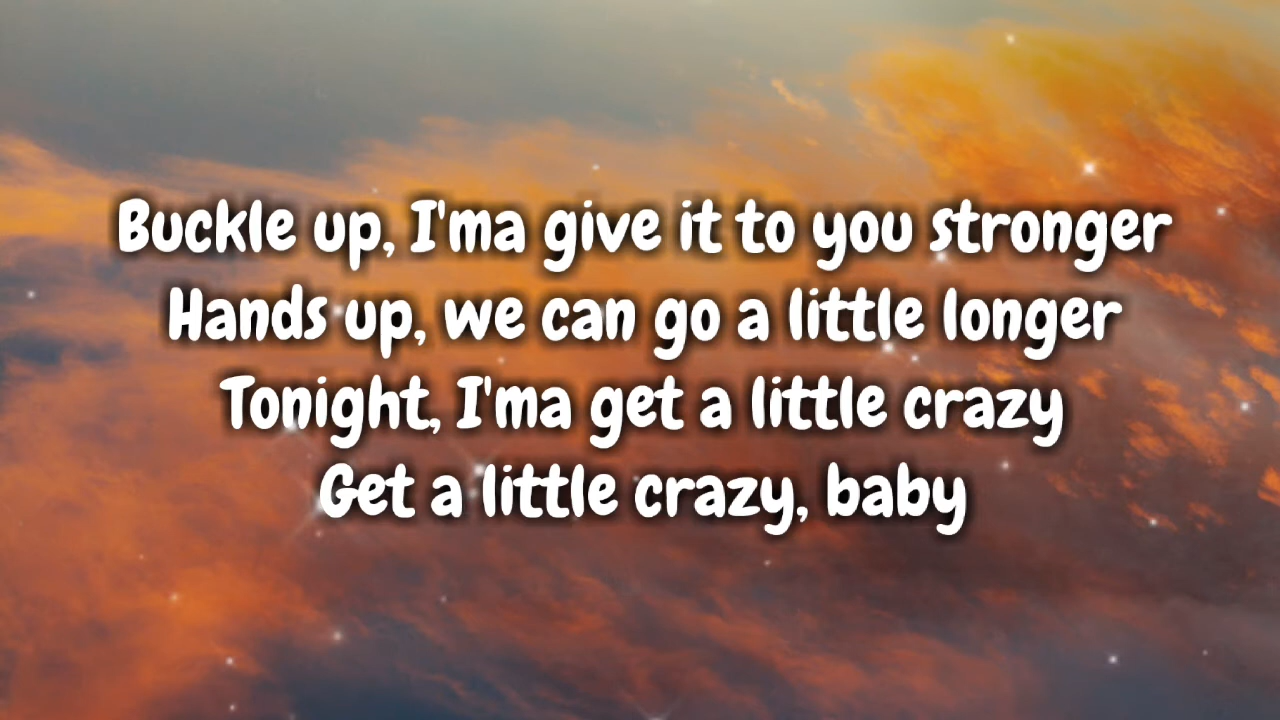 Buckle up, I'ma give it to you stronger
Hands up, we can go a little longer
Tonight, I'ma get a little crazy
Get a little crazy, baby